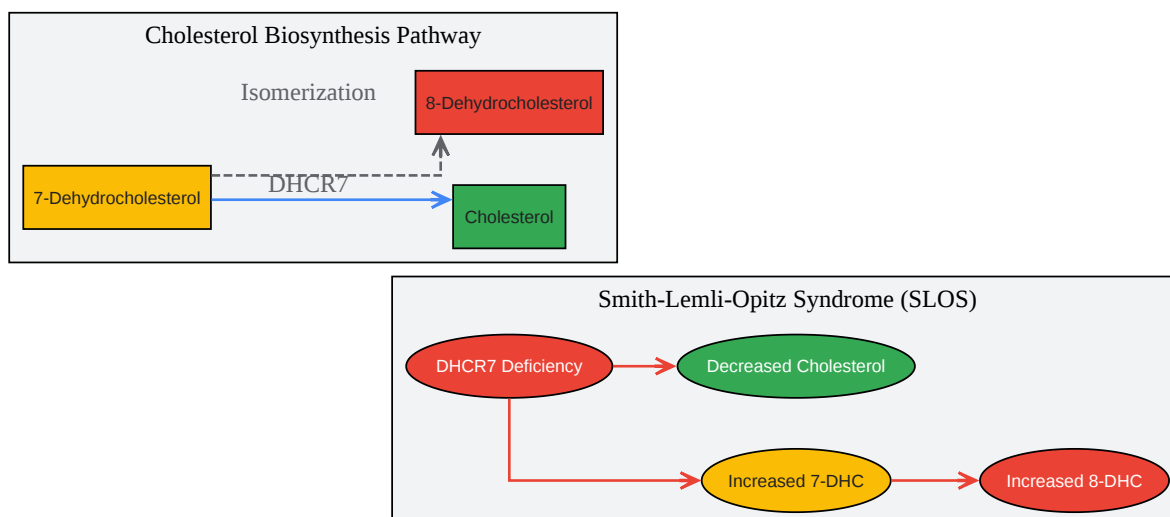 Cholesterol Biosynthesis Pathway
Isomerization
8-Dehydrocholesterol
7-Dehydrocholesterol
DHCR7
Cholesterol
Smith-Lemli-Opitz Syndrome (SLOS)
DHCR7 Deficiency
Decreased Cholesterol
Increased 7-DHC
Increased 8-DHC